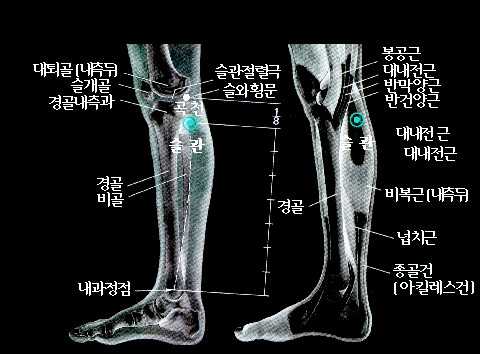 대퇴골(내측두)
슬개골
경골내측과
슬관절렬극
슬와횡문
곡천
1/8
슬관
경골
비골
내과정점
봉공근
대내전근
반막양근
반건양근
슬관
대내전근
대내전근
비복근(내측두)
경골
넙치근
종골건
(아킬레스건)